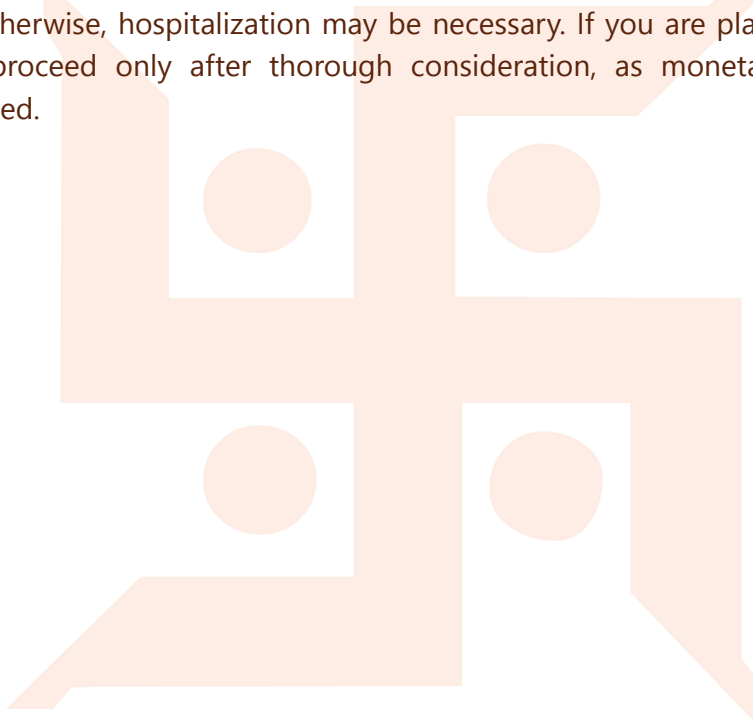 herwise, hospitalization may be necessary. If you are pla
proceed only after thorough consideration, as moneta
ed.